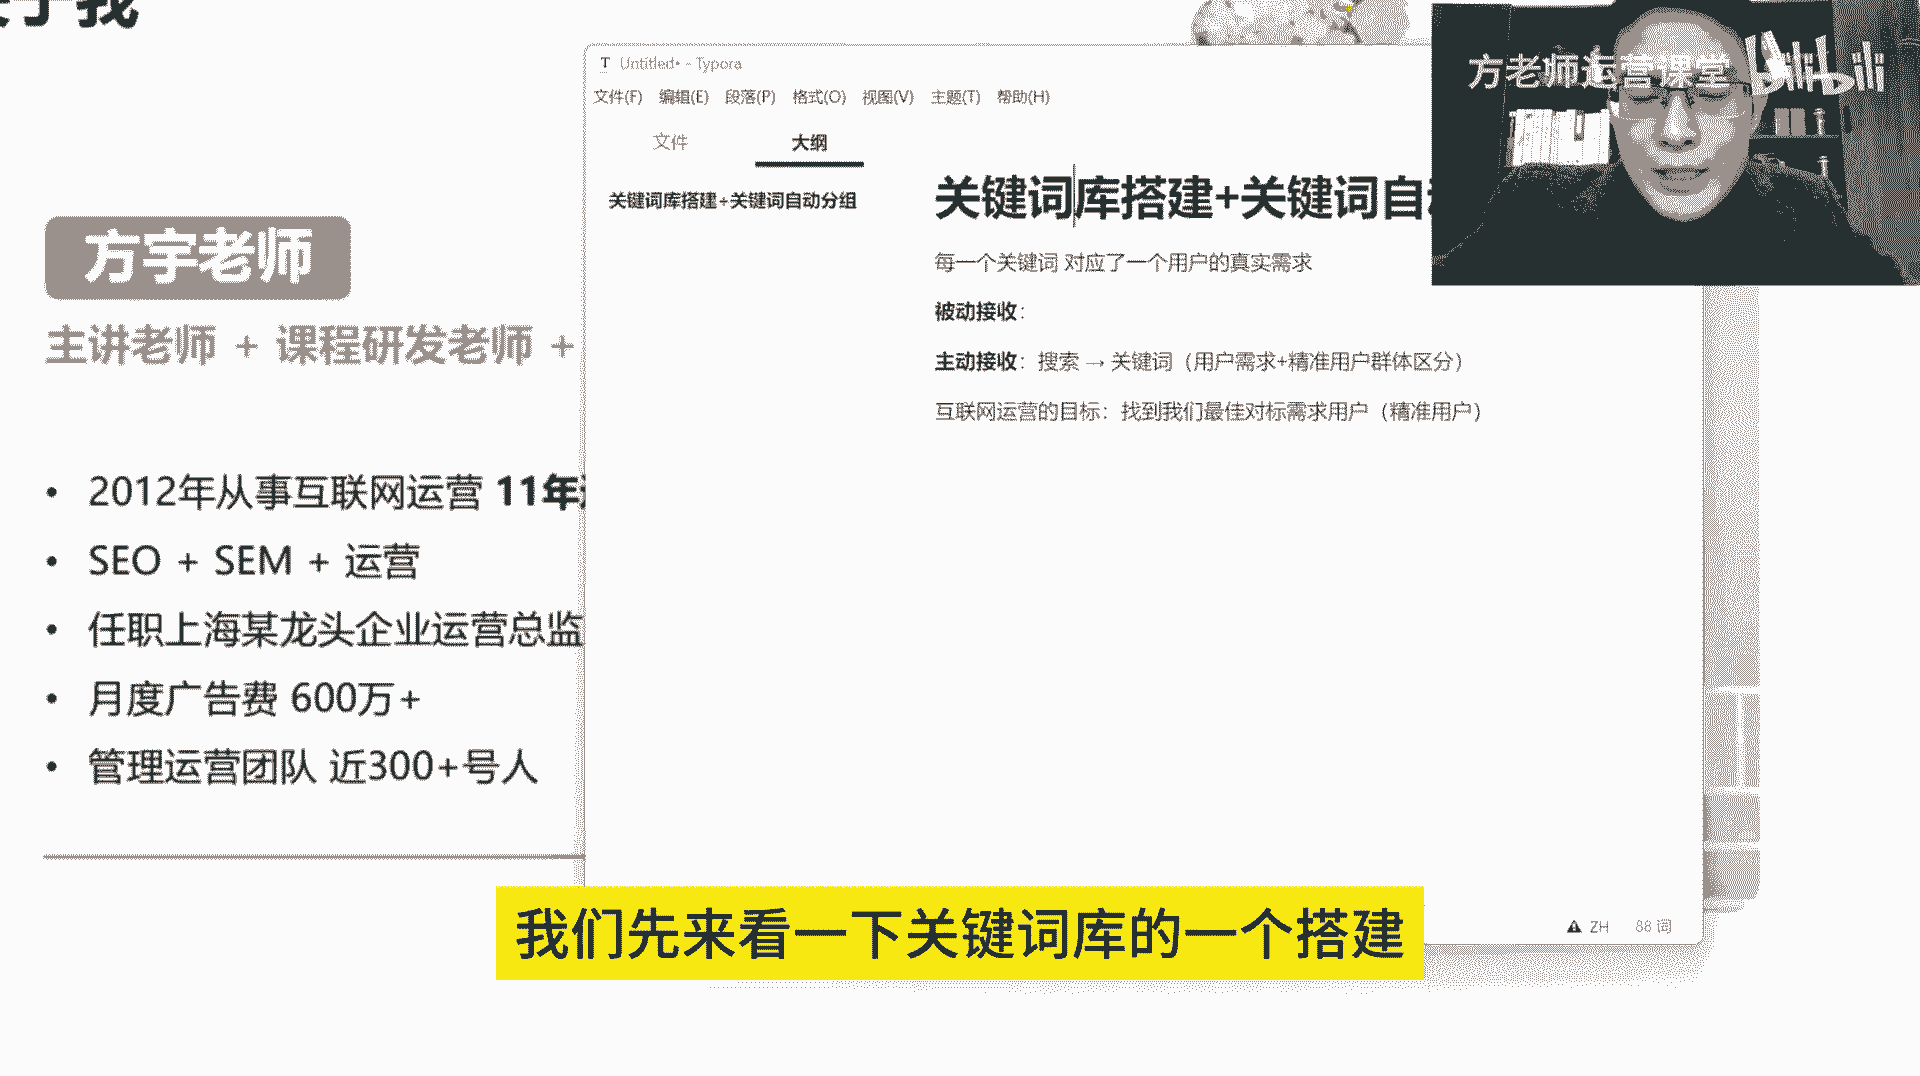 我
方宇老师
主讲老师 + 课程研发老师 +
2012年从事互联网运营 11年
SEO + SEM + 运营
任职上海某龙头企业运营总监
月度广告费 600万+
管理运营团队 近300+号人
Untitled• - Typora
文件(F) 编辑(E) 段落(P) 格式(O) 视图(V) 主题(T) 帮助(H)
文件 大纲
关键词库搭建+关键词自动分组
关键词库搭建+关键词自
每一个关键词 对应了一个用户的真实需求
被动接收：
主动接收：搜索 → 关键词（用户需求+精准用户群体区分）
互联网运营的目标：找到我们最佳对标需求用户（精准用户）
ZH 88 词
方老师运营课堂 bilibili
我们先来看一下关键词库的一个搭建